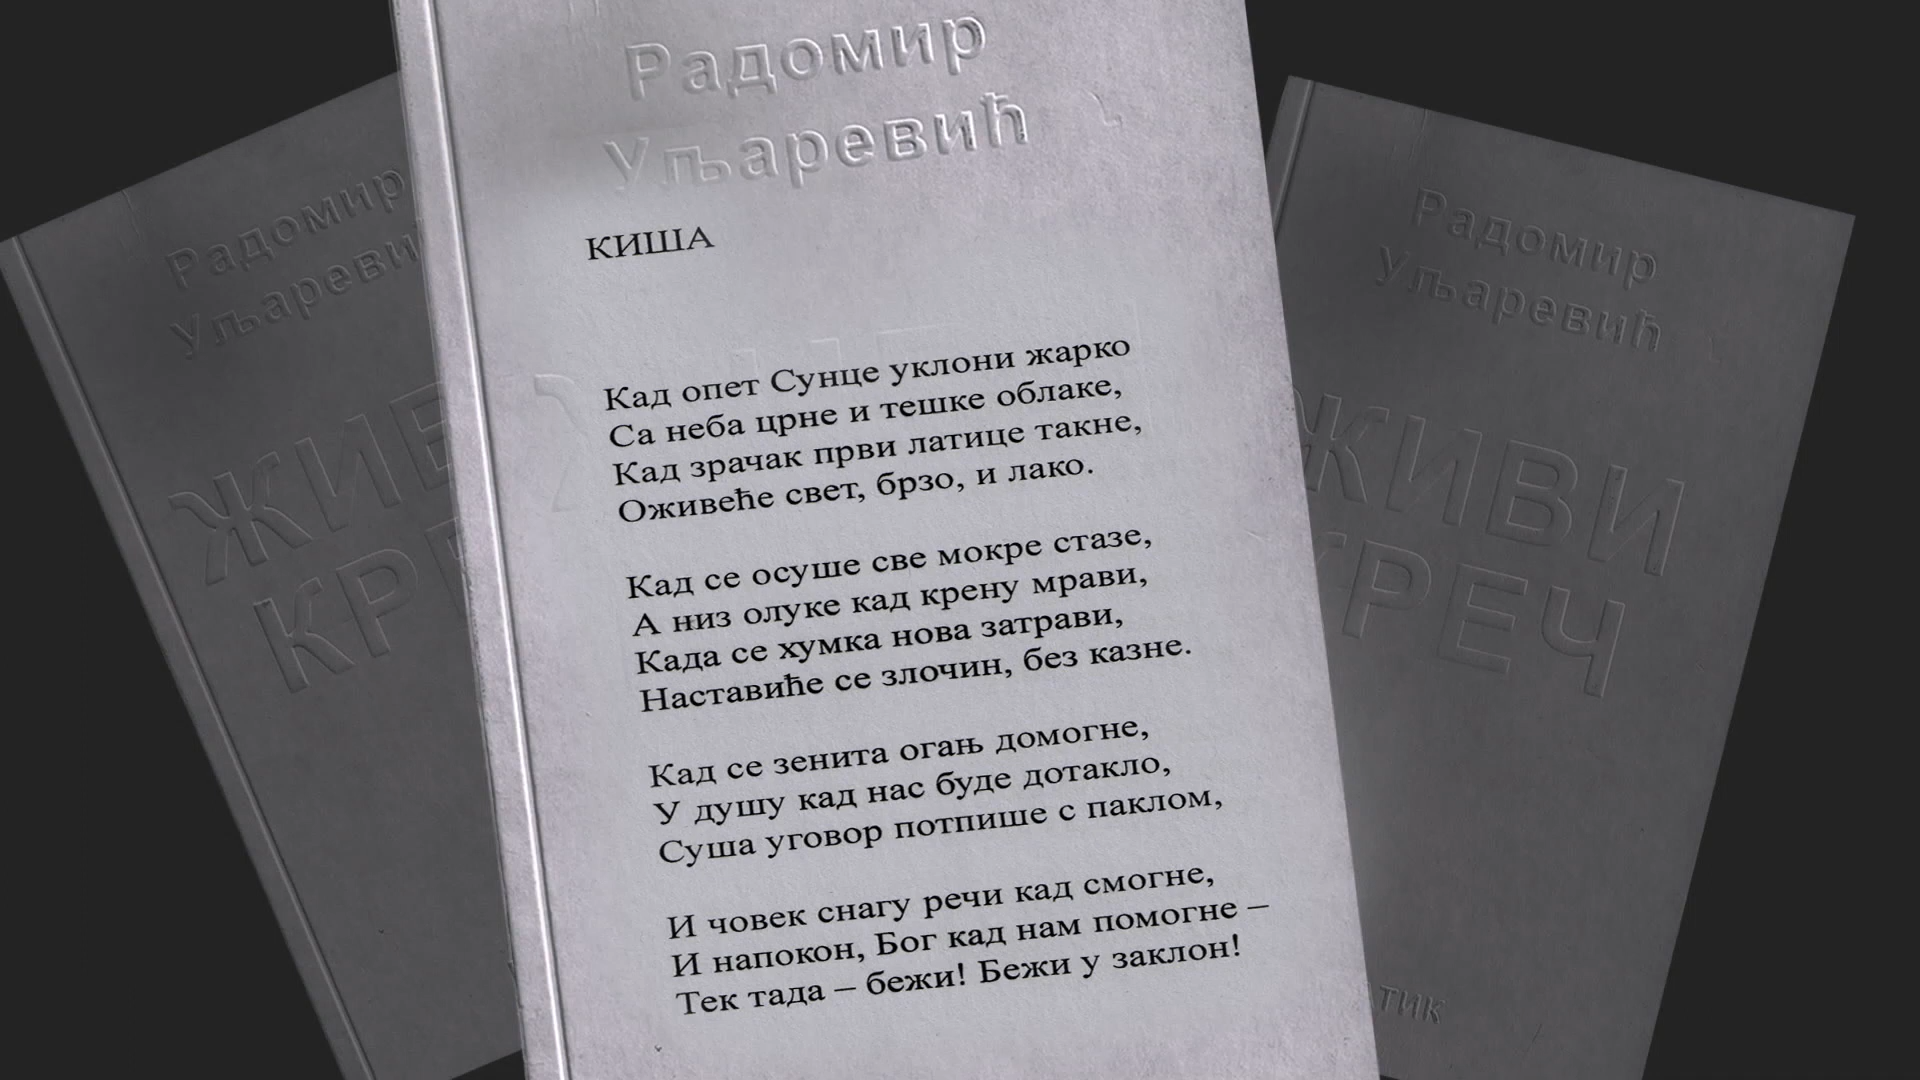 Радомир
Уљаревић
КИША
Кад опет Сунце уклони жарко
Са неба црне и тешке облаке,
Кад зрачак први латице такне,
Оживеће свет, брзо, и лако.
Кад се осуше све мокре стазе,
А низ олуке кад крену мрави,
Када се хумка нова затрави,
Наставиће се злочин, без казне.
Кад се зенита огањ домогне,
У душу кад нас буде дотакло,
Суша уговор потпише с паклом,
И човек снагу речи кад смогне,
И напокон, Бог кад нам помогне –
Тек тада – бежи! Бежи у заклон!
Радомир
Уљареви
ЖИВ
КР
Радомир
Уљаревић
ЖИВИ
КРЕЧ